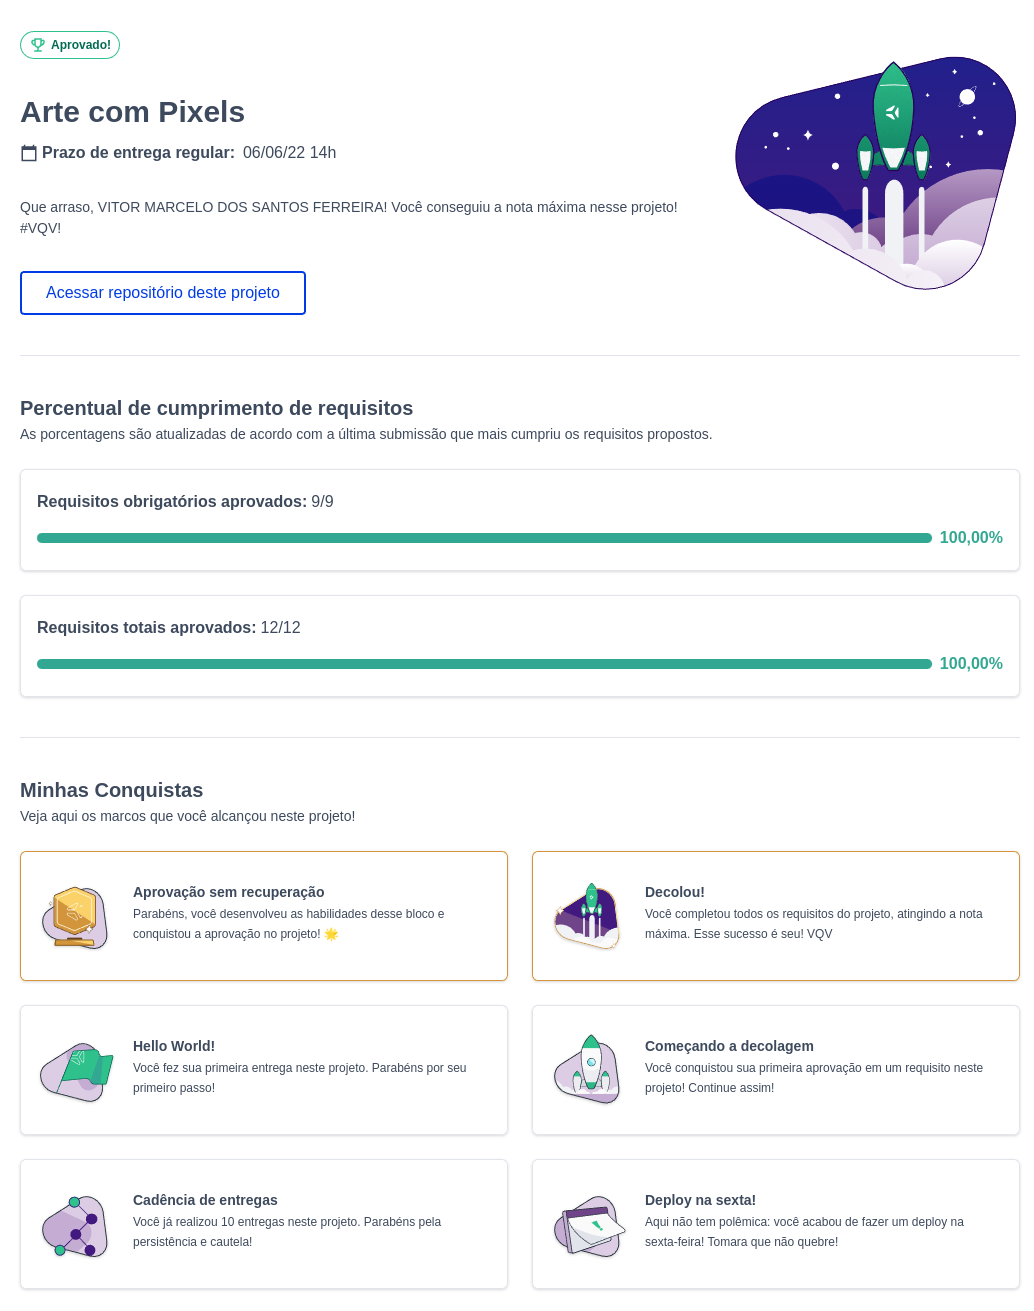 Aprovado!
Arte com Pixels
Prazo de entrega regular: 06/06/22 14h
Que arraso, VITOR MARCELO DOS SANTOS FERREIRA! Você conseguiu a nota máxima nesse projeto!
#VQV!
Acessar repositório deste projeto
Percentual de cumprimento de requisitos
As porcentagens são atualizadas de acordo com a última submissão que mais cumpriu os requisitos propostos.
Requisitos obrigatórios aprovados: 9/9
100,00%
Requisitos totais aprovados: 12/12
100,00%
Minhas Conquistas
Veja aqui os marcos que você alcançou neste projeto!
Aprovação sem recuperação
Parabéns, você desenvolveu as habilidades desse bloco e
conquistou a aprovação no projeto! 🌟
Decolou!
Você completou todos os requisitos do projeto, atingindo a nota
máxima. Esse sucesso é seu! VQV
Hello World!
Você fez sua primeira entrega neste projeto. Parabéns por seu
primeiro passo!
Começando a decolagem
Você conquistou sua primeira aprovação em um requisito neste
projeto! Continue assim!
Cadência de entregas
Você já realizou 10 entregas neste projeto. Parabéns pela
persistência e cautela!
Deploy na sexta!
Aqui não tem polêmica: você acabou de fazer um deploy na
sexta-feira! Tomara que não quebre!